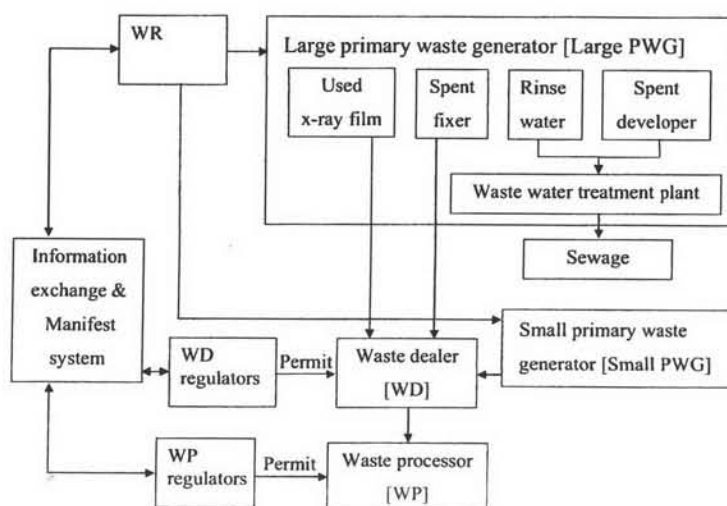 WR
Large primary waste generator [Large PWG]
Used
x-ray film
Spent
fixer
Rinse
water
Spent
developer
Waste water treatment plant
Sewage
Information
exchange &
Manifest
system
Small primary waste
generator [Small PWG]
WD
regulators
Permit
Waste dealer
[WD]
WP
regulators
Permit
Waste processor
[WP]